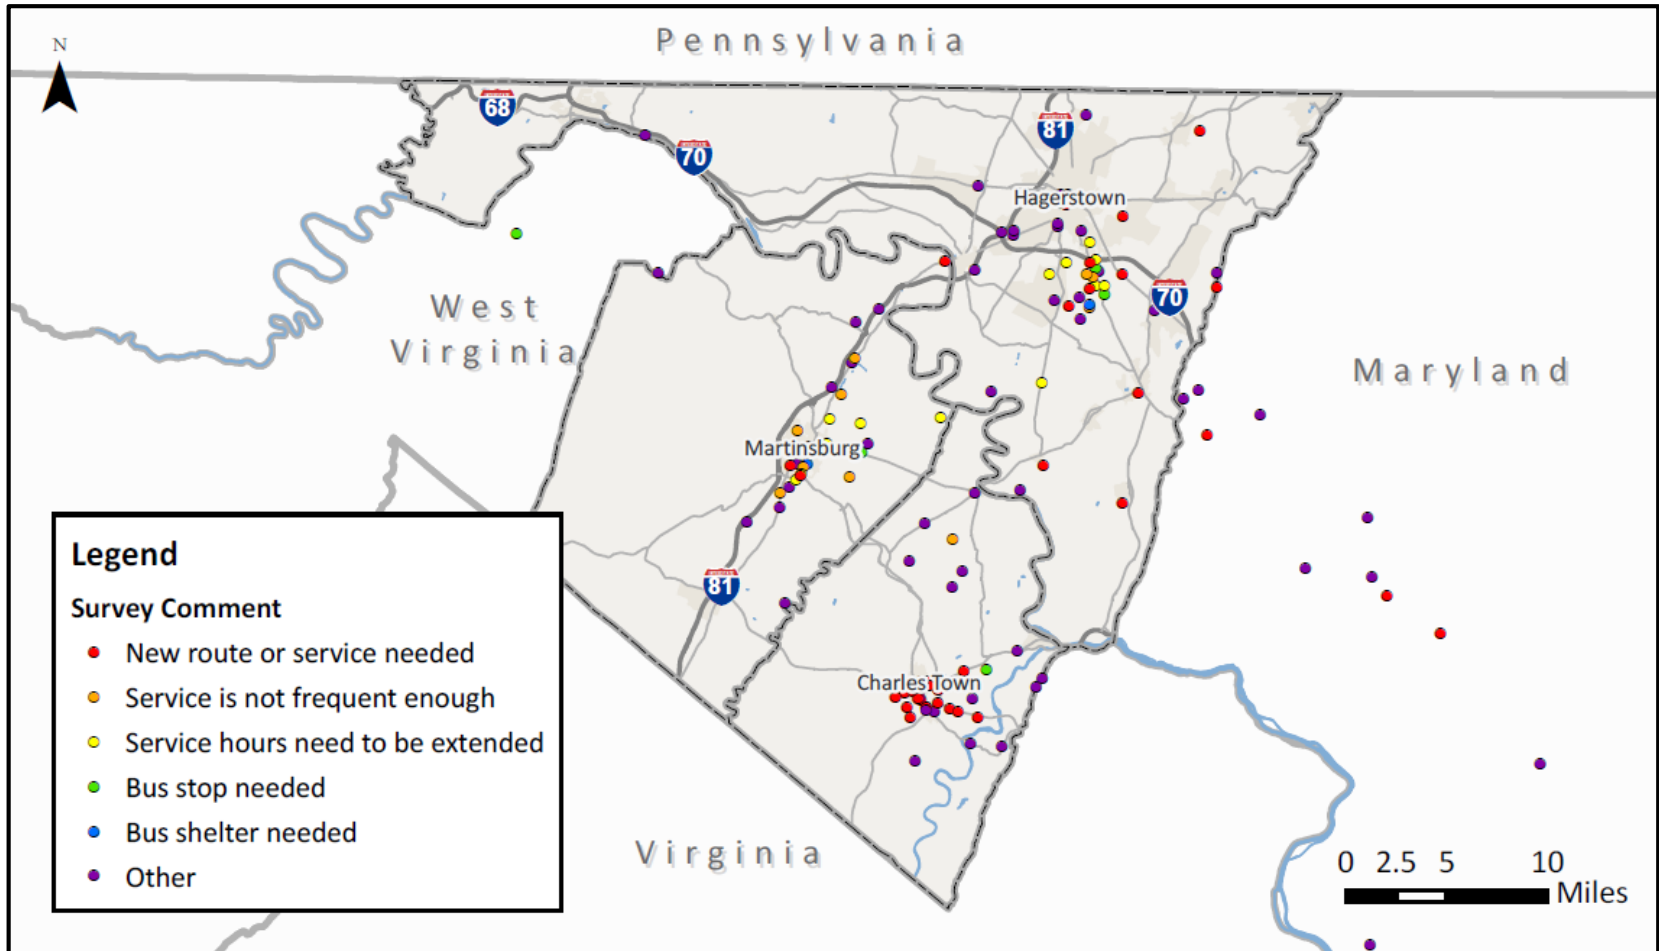 Pennsylvania
N
68
81
70
Hagerstown
70
West
Virginia
Maryland
Martinsburg
81
Charles Town
Virginia
Legend
Survey Comment
New route or service needed
Service is not frequent enough
Service hours need to be extended
Bus stop needed
Bus shelter needed
Other
0 2.5 5 10
Miles